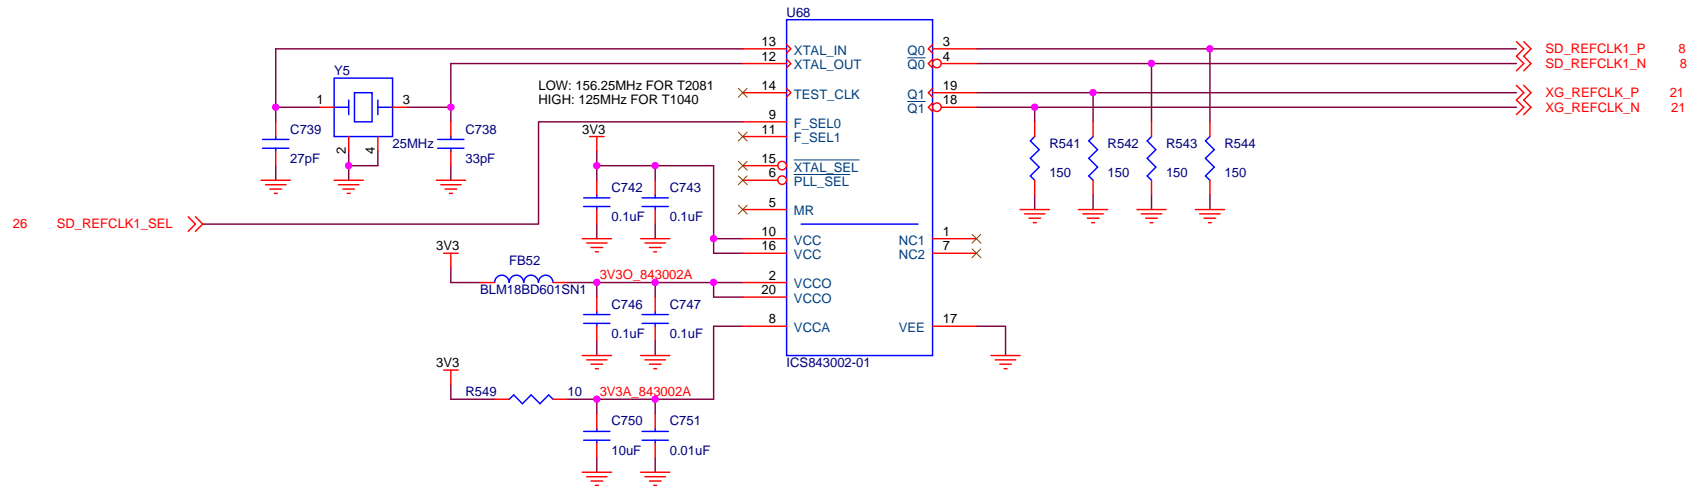 U68
13 XTAL_IN
12 XTAL_OUT
14 TEST_CLK
9 F_SEL0
11 F_SEL1
15 XTAL_SEL
6 PLL_SEL
5 MR
10 VCC
16 VCC
2 VCCO
20 VCCO
8 VCCA
Q0 3
Q0 4
Q1 19
Q1 18
NC1 1
NC2 7
VEE 17
ICS843002-01
SD_REFCLK1_P 8
SD_REFCLK1_N 8
XG_REFCLK_P 21
XG_REFCLK_N 21
R541
150
R542
150
R543
150
R544
150
Y5
1
3
2
4
25MHz
C739
27pF
C738
33pF
LOW: 156.25MHz FOR T2081
HIGH: 125MHz FOR T1040
3V3
C742
0.1uF
C743
0.1uF
26 SD_REFCLK1_SEL
3V3
FB52
BLM18BD601SN1
3V3O_843002A
C746
0.1uF
C747
0.1uF
3V3
R549 10
3V3A_843002A
C750
10uF
C751
0.01uF